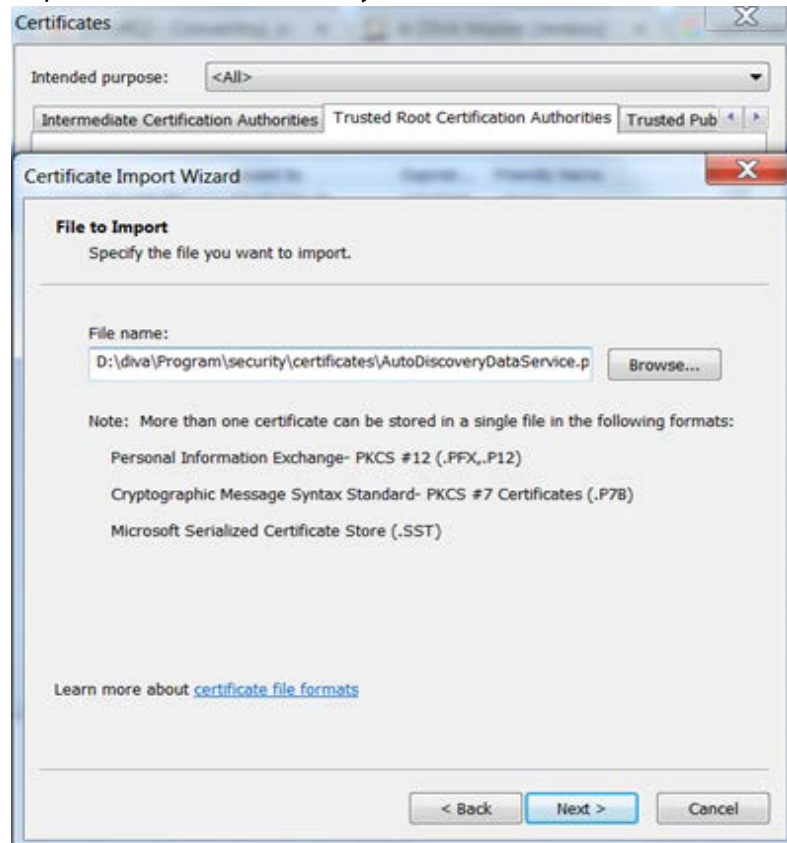 Certificates
Intended purpose: <All>
Intermediate Certification Authorities Trusted Root Certification Authorities Trusted Pub
Certificate Import Wizard
File to Import
Specify the file you want to import.
File name:
D:\diva\Program\security\certificates\AutoDiscoveryDataService.p Browse...
Note: More than one certificate can be stored in a single file in the following formats:
Personal Information Exchange- PKCS #12 (.PFX,.P12)
Cryptographic Message Syntax Standard- PKCS #7 Certificates (.P7B)
Microsoft Serialized Certificate Store (.SST)
Learn more about certificate file formats
< Back Next > Cancel